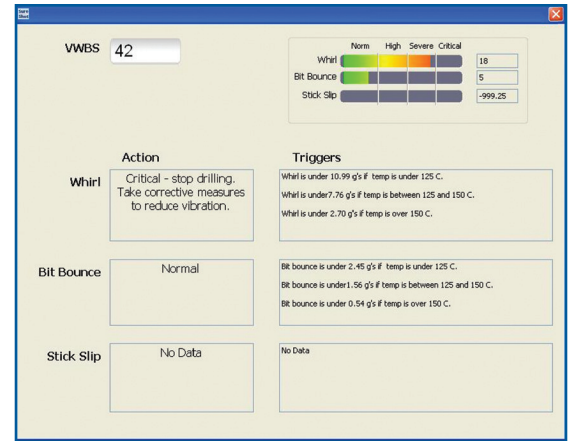 VWBS 42
Norm High Severe Critical
Whirl 18
Bit Bounce 5
Stick Slip -999.25
Action Triggers
Whirl
Critical - stop drilling.
Take corrective measures
to reduce vibration.
Whirl is under 10.99 g's if temp is under 125 C.
Whirl is under7.76 g's if temp is between 125 and 150 C.
Whirl is under 2.70 g's if temp is over 150 C.
Bit Bounce
Normal
Bit bounce is under 2.45 g's if temp is under 125 C.
Bit bounce is under1.56 g's if temp is between 125 and 150 C.
Bit bounce is under 0.54 g's if temp is over 150 C.
Stick Slip
No Data
No Data